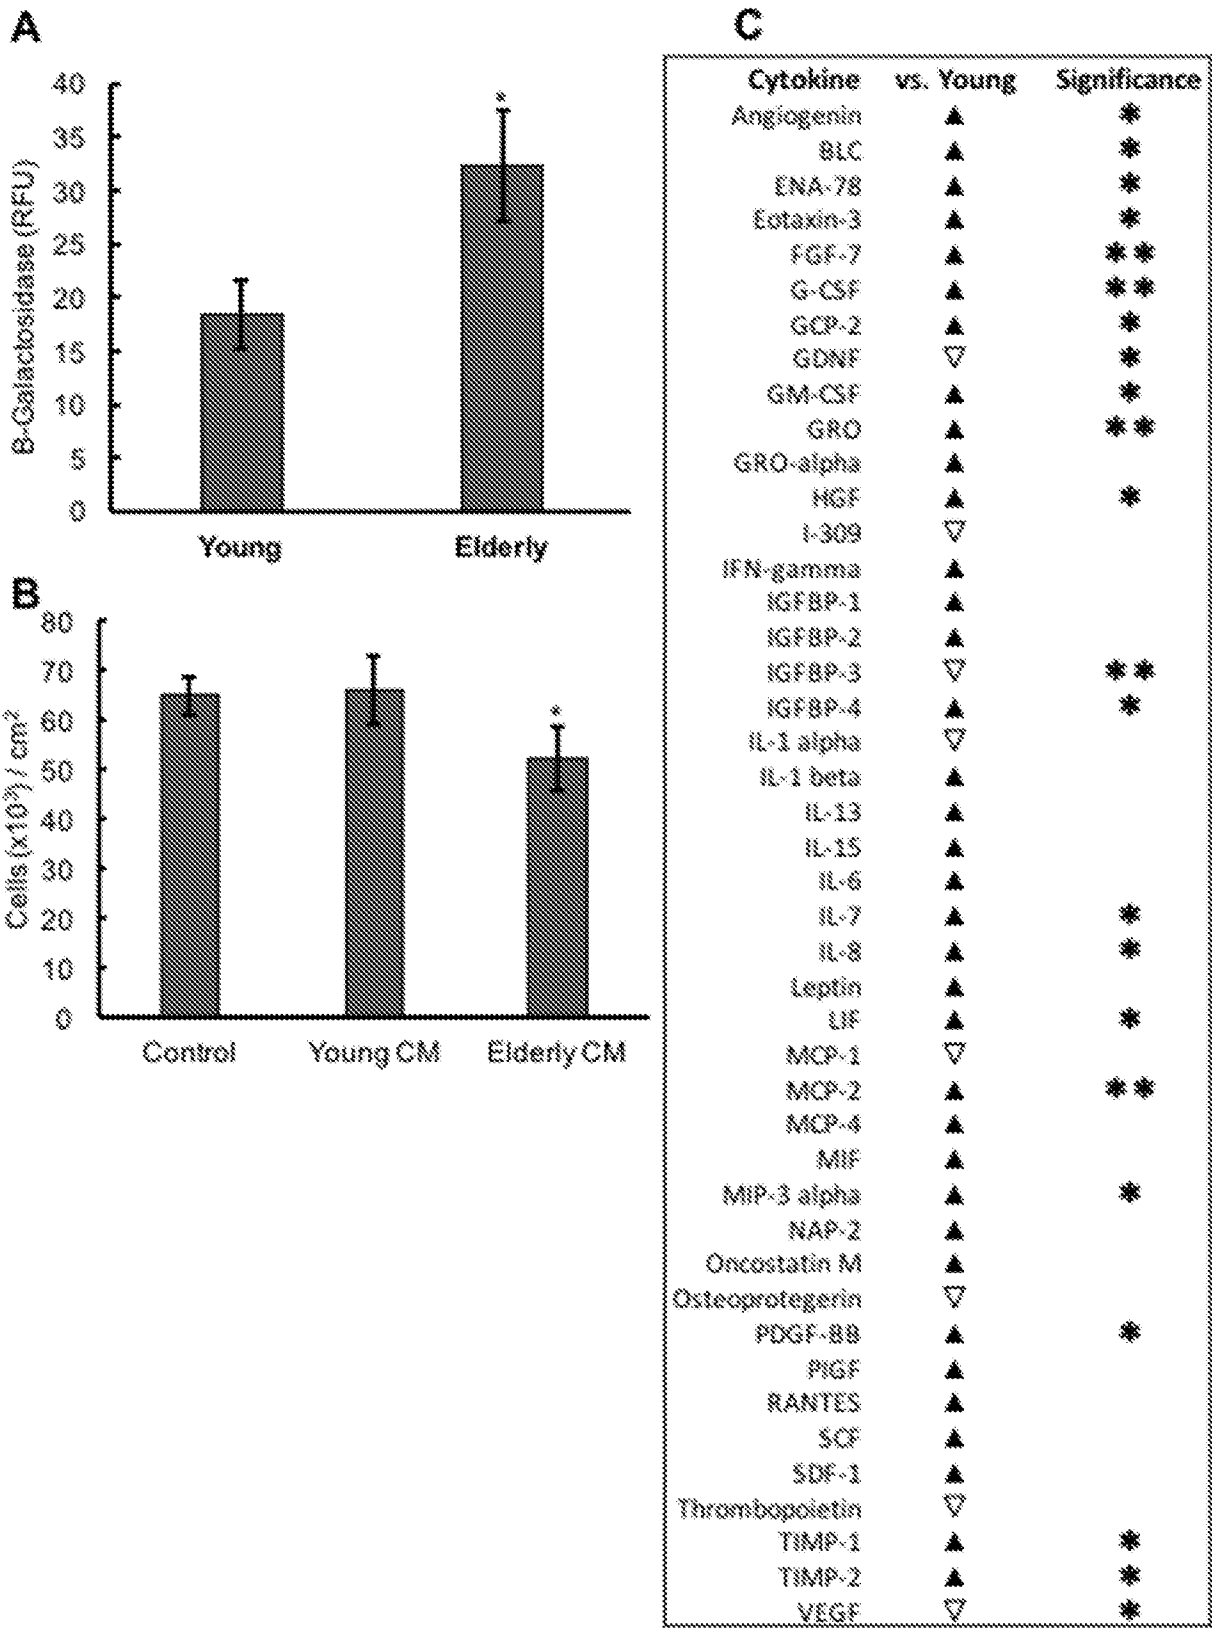 A
B-Galactosidase (RFU)
40
35
30
25
20
15
10
5
0
*
Young Elderly
B
Cells (x10³) / cm⁻²
80
70
60
50
40
30
20
10
0
*
Control Young CM Elderly CM
C
Cytokine vs. Young Significance
Angiogenin ▲ *
BLC ▲ *
ENA-78 ▲ *
Eotaxin-3 ▲ *
FGF-7 ▲ * *
G-CSF ▲ * *
GCP-2 ▲ *
GDNF ▽ *
GM-CSF ▲ *
GRO ▲ * *
GRO-alpha ▲
HGF ▲ *
I-309 ▽
IFN-gamma ▲
IGFBP-1 ▲
IGFBP-2 ▲
IGFBP-3 ▽ * *
IGFBP-4 ▲ *
IL-1 alpha ▽
IL-1 beta ▲
IL-13 ▲
IL-15 ▲
IL-6 ▲
IL-7 ▲ *
IL-8 ▲ *
Leptin ▲
LIF ▲ *
MCP-1 ▽
MCP-2 ▲ * *
MCP-4 ▲
MIF ▲
MIP-3 alpha ▲ *
NAP-2 ▲
Oncostatin M ▲
Osteoprotegerin ▽
PDGF-BB ▲ *
PIGF ▲
RANTES ▲
SCF ▲
SDF-1 ▲
Thrombopoietin ▽
TIMP-1 ▲ *
TIMP-2 ▲ *
VEGF ▽ *